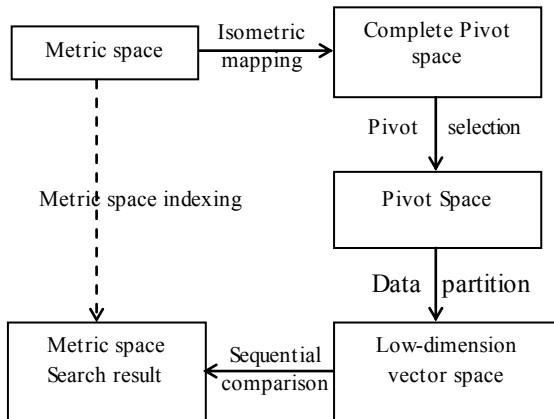 Metric space
Isometric
mapping
Complete Pivot
space
Pivot selection
Metric space indexing
Pivot Space
Data partition
Metric space
Search result
Sequential
comparison
Low-dimension
vector space